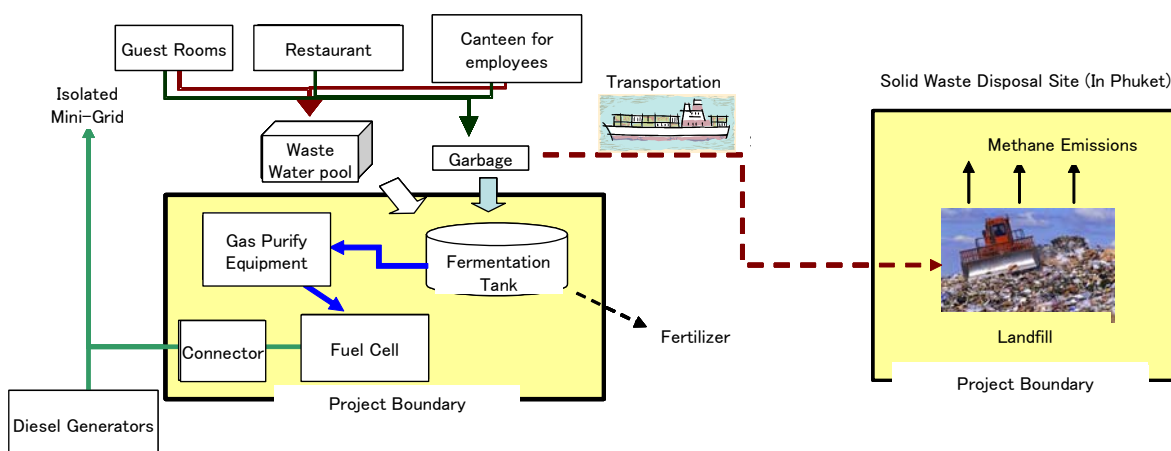 Guest Rooms
Restaurant
Canteen for
employees
Isolated
Mini-Grid
Transportation
Solid Waste Disposal Site (In Phuket)
Waste
Water pool
Garbage
Methane Emissions
Gas Purify
Equipment
Fermentation
Tank
Fertilizer
Landfill
Connector
Fuel Cell
Project Boundary
Project Boundary
Diesel Generators